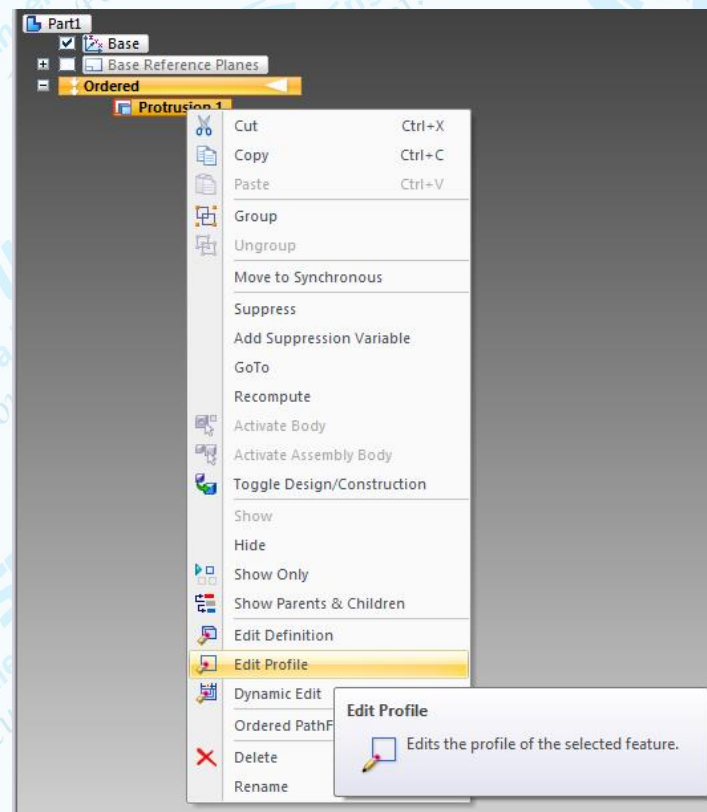 Part1
Base
Base Reference Planes
Ordered
Protrusion 1
Cut Ctrl+X
Copy Ctrl+C
Paste Ctrl+V
Group
Ungroup
Move to Synchronous
Suppress
Add Suppression Variable
GoTo
Recompute
Activate Body
Activate Assembly Body
Toggle Design/Construction
Show
Hide
Show Only
Show Parents & Children
Edit Definition
Edit Profile
Dynamic Edit
Ordered PathF
Delete
Rename
Edit Profile
Edits the profile of the selected feature.